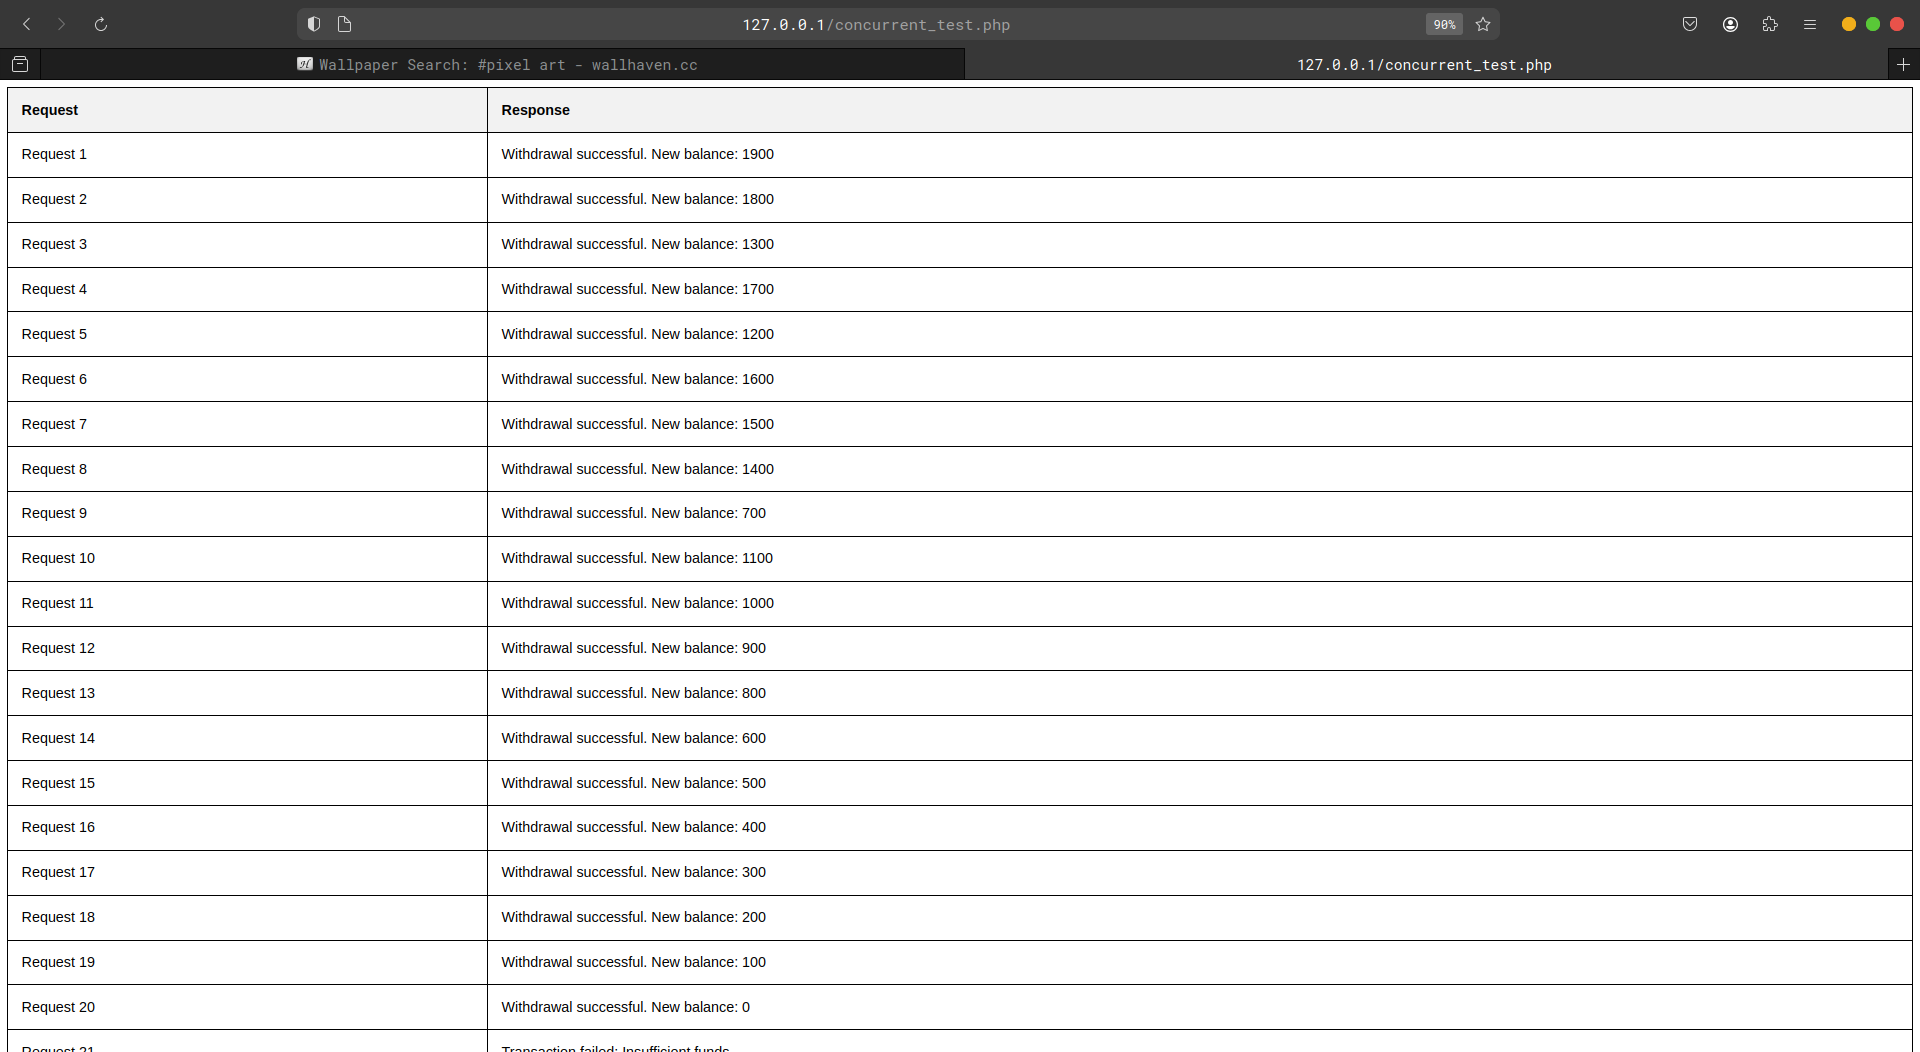 127.0.0.1/concurrent_test.php 90%
Wallpaper Search: #pixel art - wallhaven.cc 127.0.0.1/concurrent_test.php
Request Response
Request 1 Withdrawal successful. New balance: 1900
Request 2 Withdrawal successful. New balance: 1800
Request 3 Withdrawal successful. New balance: 1300
Request 4 Withdrawal successful. New balance: 1700
Request 5 Withdrawal successful. New balance: 1200
Request 6 Withdrawal successful. New balance: 1600
Request 7 Withdrawal successful. New balance: 1500
Request 8 Withdrawal successful. New balance: 1400
Request 9 Withdrawal successful. New balance: 700
Request 10 Withdrawal successful. New balance: 1100
Request 11 Withdrawal successful. New balance: 1000
Request 12 Withdrawal successful. New balance: 900
Request 13 Withdrawal successful. New balance: 800
Request 14 Withdrawal successful. New balance: 600
Request 15 Withdrawal successful. New balance: 500
Request 16 Withdrawal successful. New balance: 400
Request 17 Withdrawal successful. New balance: 300
Request 18 Withdrawal successful. New balance: 200
Request 19 Withdrawal successful. New balance: 100
Request 20 Withdrawal successful. New balance: 0
Request 21 Transaction failed: Insufficient funds